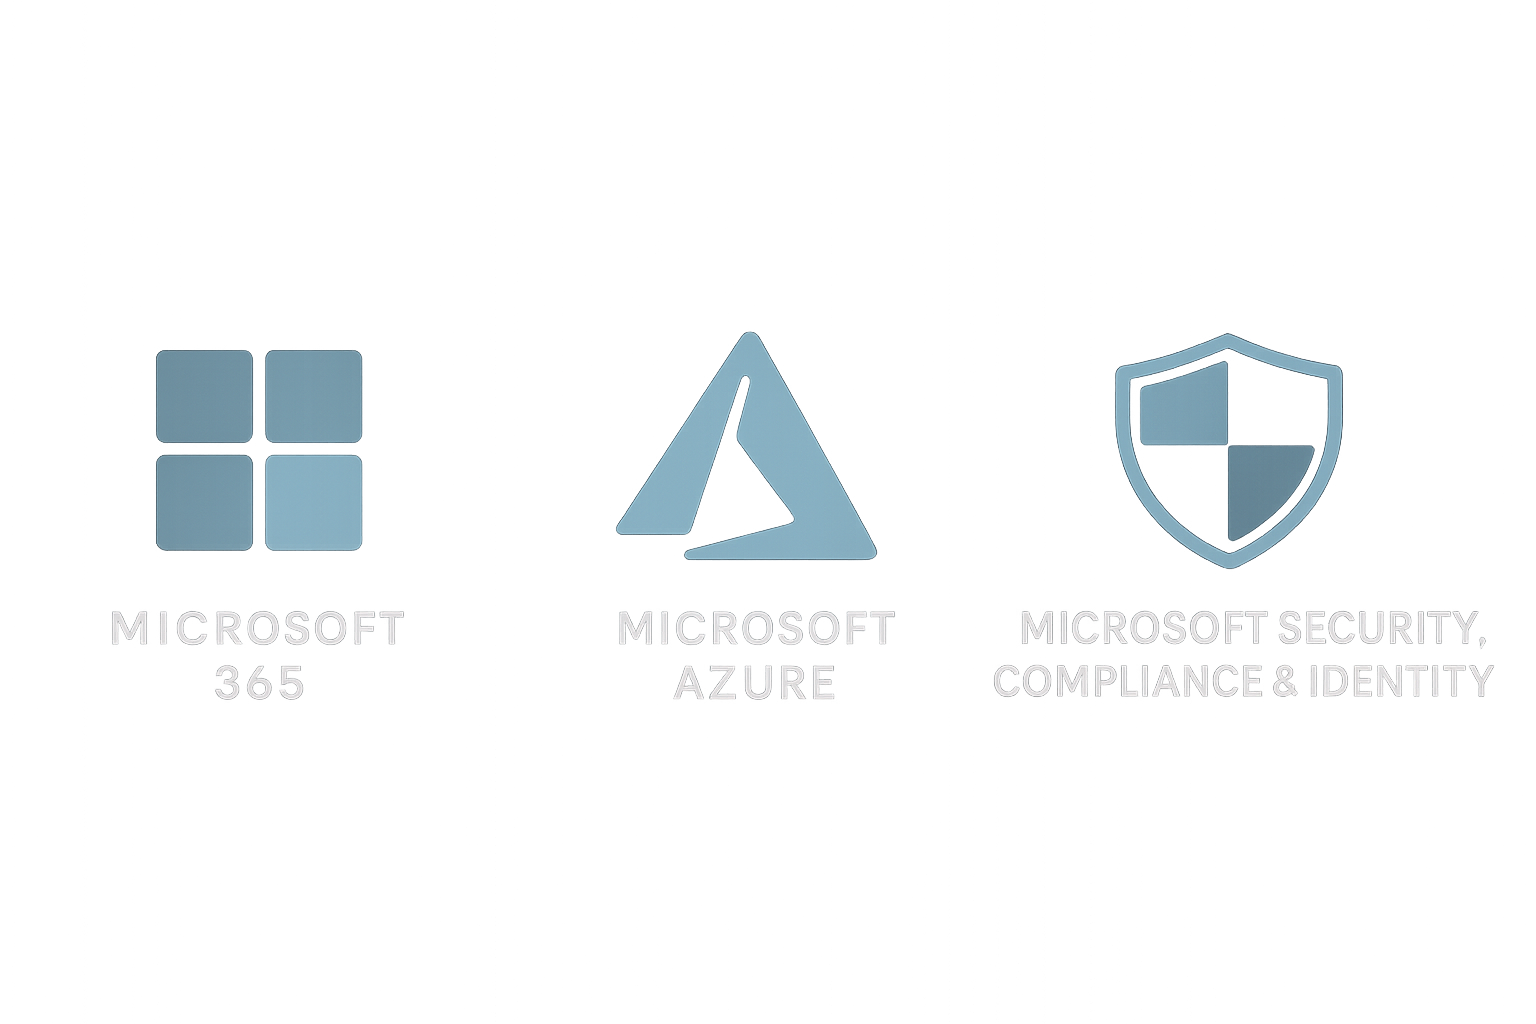 MICROSOFT
365
MICROSOFT
AZURE
MICROSOFT SECURITY,
COMPLIANCE & IDENTITY